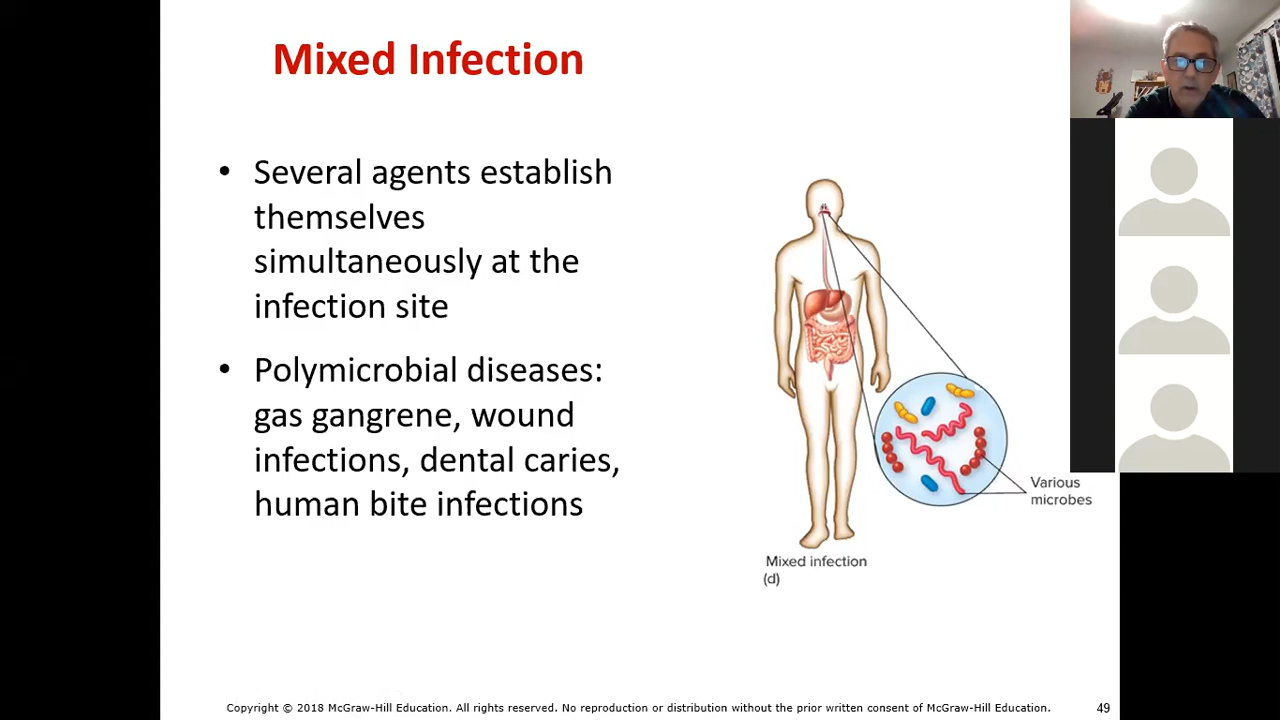 Mixed Infection
• Several agents establish
themselves
simultaneously at the
infection site
• Polymicrobial diseases:
gas gangrene, wound
infections, dental caries,
human bite infections
Various
microbes
Mixed infection
(d)
Copyright © 2018 McGraw-Hill Education. All rights reserved. No reproduction or distribution without the prior written consent of McGraw-Hill Education.
49